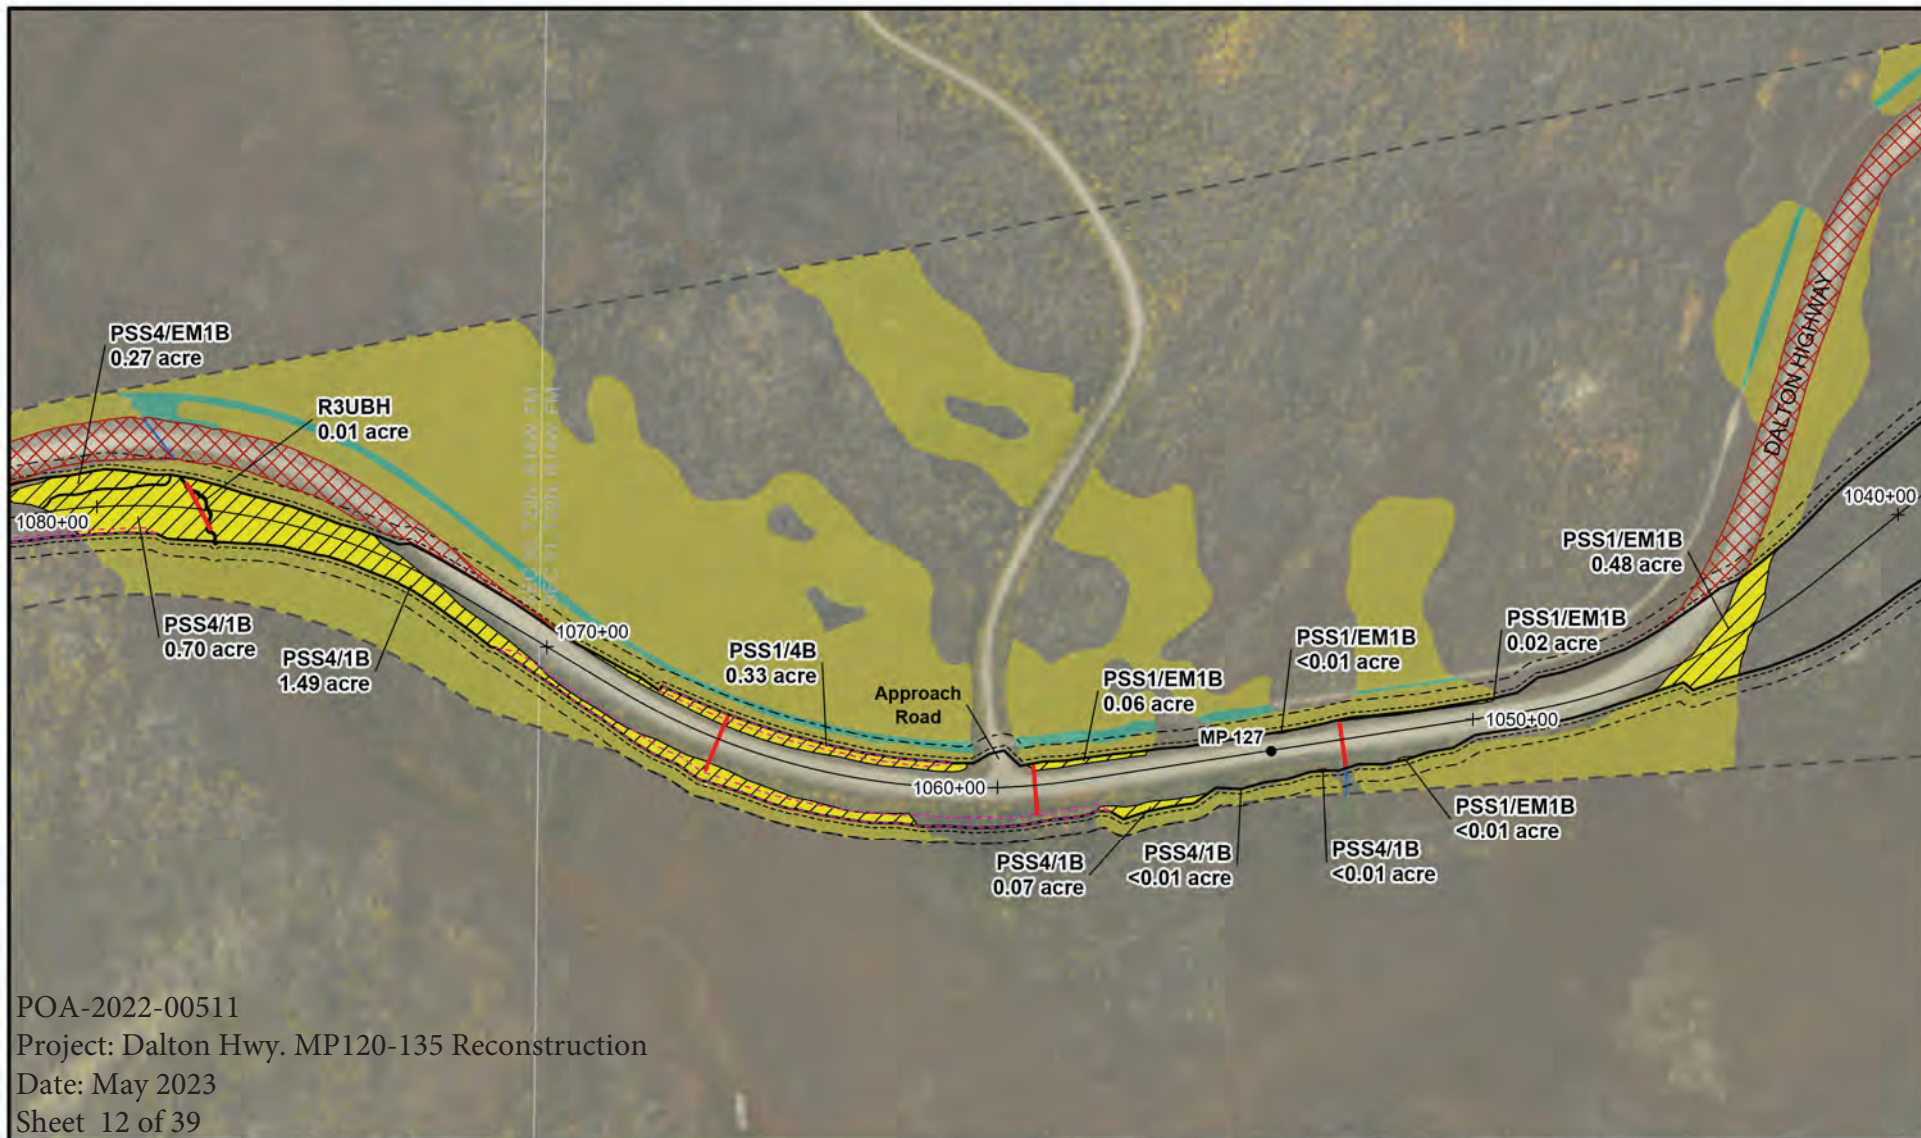 PSS4/EM1B
0.27 acre
R3UBH
0.01 acre
DALTON HIGHWAY
1040+00
1080+00
PSS1/EM1B
0.48 acre
PSS4/1B
0.70 acre
PSS4/1B
1.49 acre
1070+00
PSS1/4B
0.33 acre
Approach
Road
PSS1/EM1B
0.06 acre
PSS1/EM1B
<0.01 acre
PSS1/EM1B
0.02 acre
MP 127
1050+00
1060+00
PSS4/1B
0.07 acre
PSS4/1B
<0.01 acre
PSS4/1B
<0.01 acre
PSS1/EM1B
<0.01 acre
POA-2022-00511
Project: Dalton Hwy. MP120-135 Reconstruction
Date: May 2023
Sheet 12 of 39